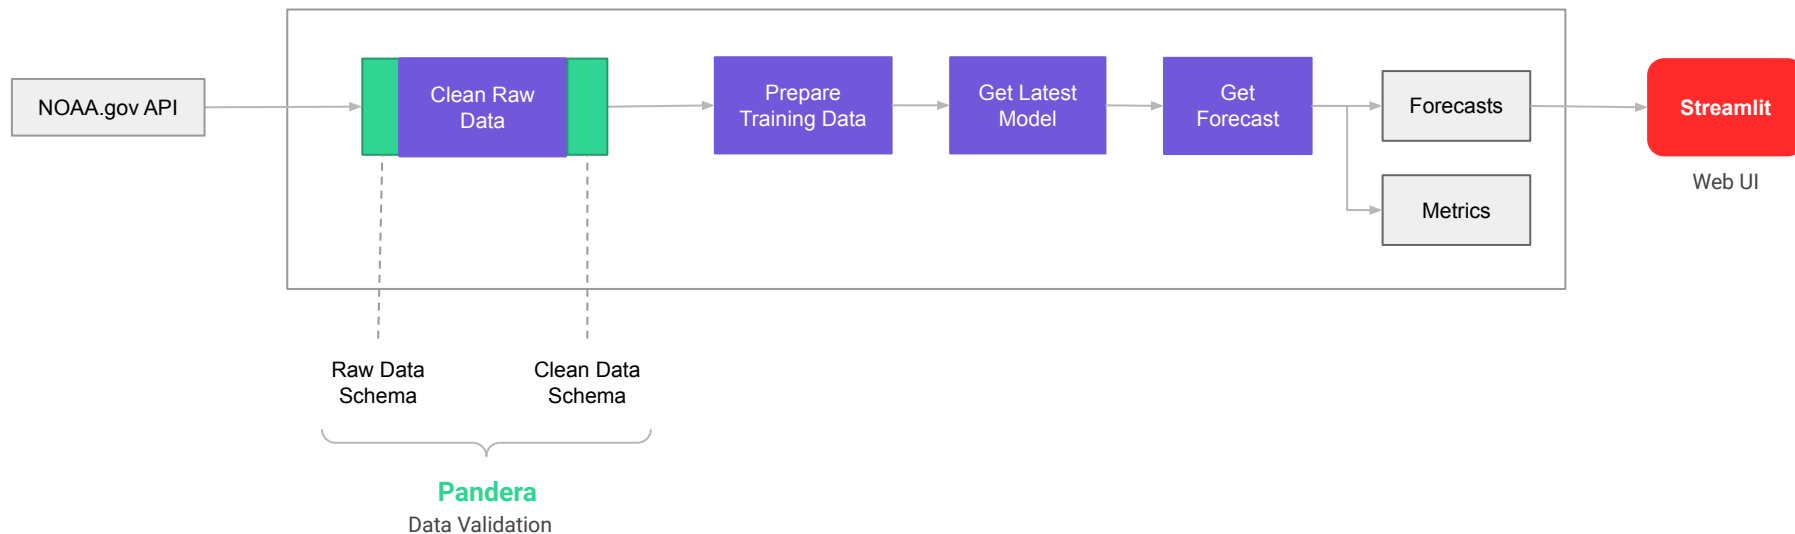 NOAA.gov API
Clean Raw
Data
Prepare
Training Data
Get Latest
Model
Get
Forecast
Forecasts
Metrics
Streamlit
Web UI
Raw Data
Schema
Clean Data
Schema
Pandera
Data Validation